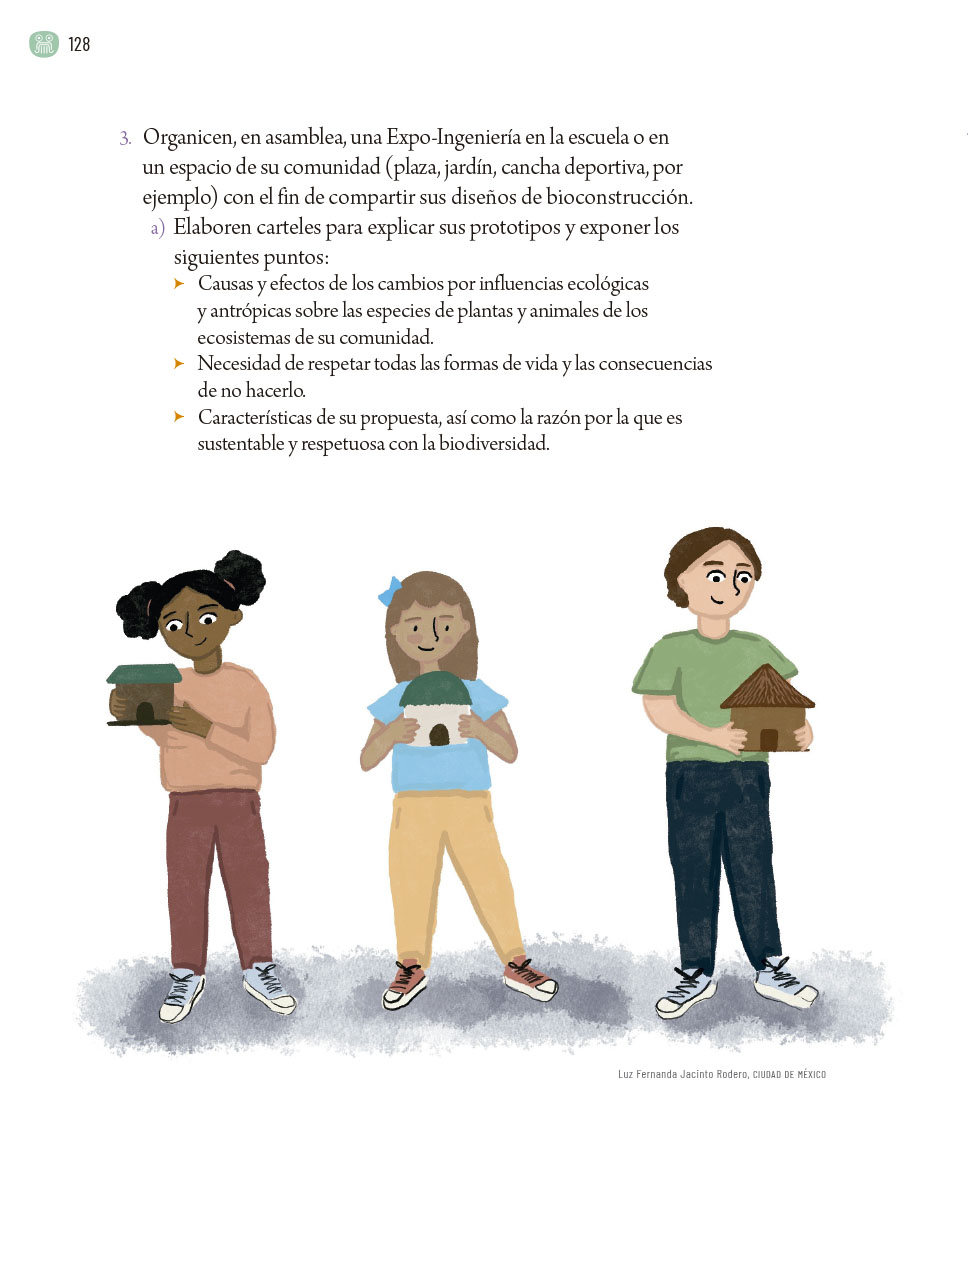 128
3. Organicen, en asamblea, una Expo-Ingeniería en la escuela o en
un espacio de su comunidad (plaza, jardín, cancha deportiva, por
ejemplo) con el fin de compartir sus diseños de bioconstrucción.
a) Elaboren carteles para explicar sus prototipos y exponer los
siguientes puntos:
➤ Causas y efectos de los cambios por influencias ecológicas
y antrópicas sobre las especies de plantas y animales de los
ecosistemas de su comunidad.
➤ Necesidad de respetar todas las formas de vida y las consecuencias
de no hacerlo.
➤ Características de su propuesta, así como la razón por la que es
sustentable y respetuosa con la biodiversidad.
Luz Fernanda Jacinto Rodero, CIUDAD DE MÉXICO